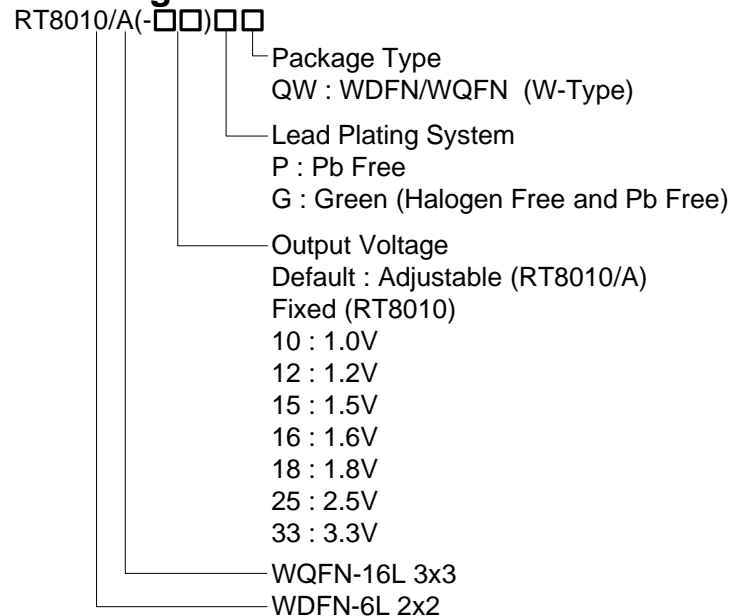 RT8010/A(-□□)□□
Package Type
QW : WDFN/WQFN (W-Type)
Lead Plating System
P : Pb Free
G : Green (Halogen Free and Pb Free)
Output Voltage
Default : Adjustable (RT8010/A)
Fixed (RT8010)
10 : 1.0V
12 : 1.2V
15 : 1.5V
16 : 1.6V
18 : 1.8V
25 : 2.5V
33 : 3.3V
WQFN-16L 3x3
WDFN-6L 2x2